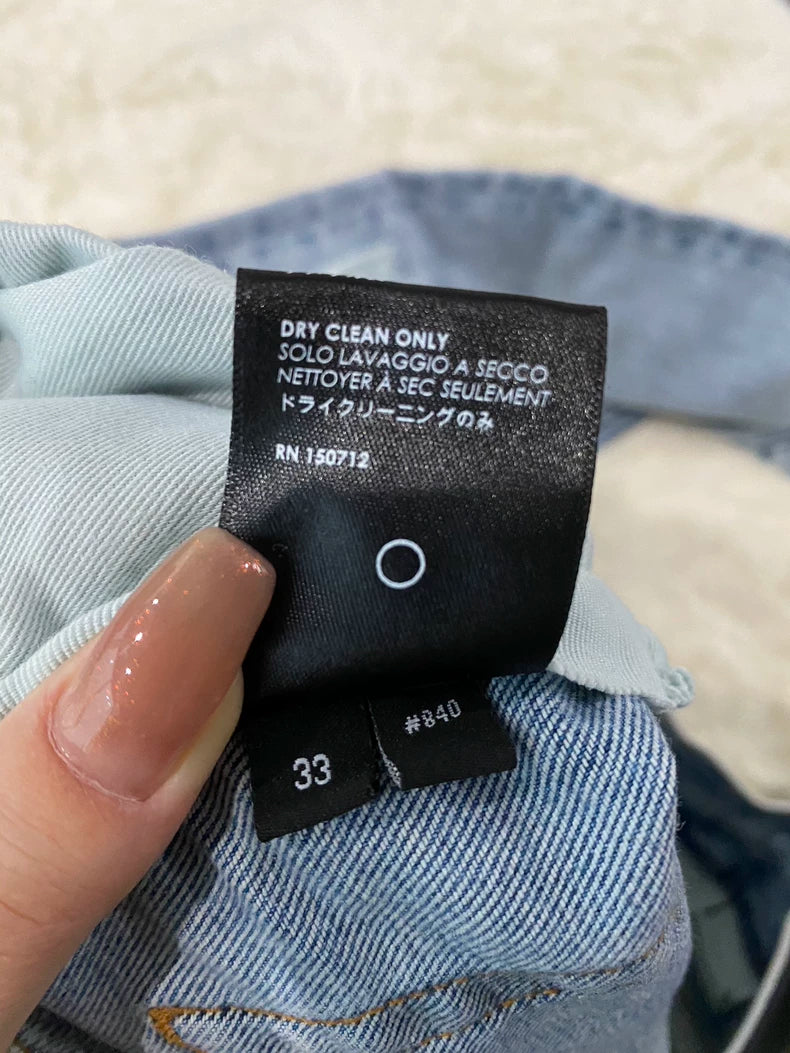 DRY CLEAN ONLY
SOLO LAVAGGIO A SECCO
NETTOYER À SEC SEULEMENT
ドライクリーニングのみ
RN 150712
33
#840